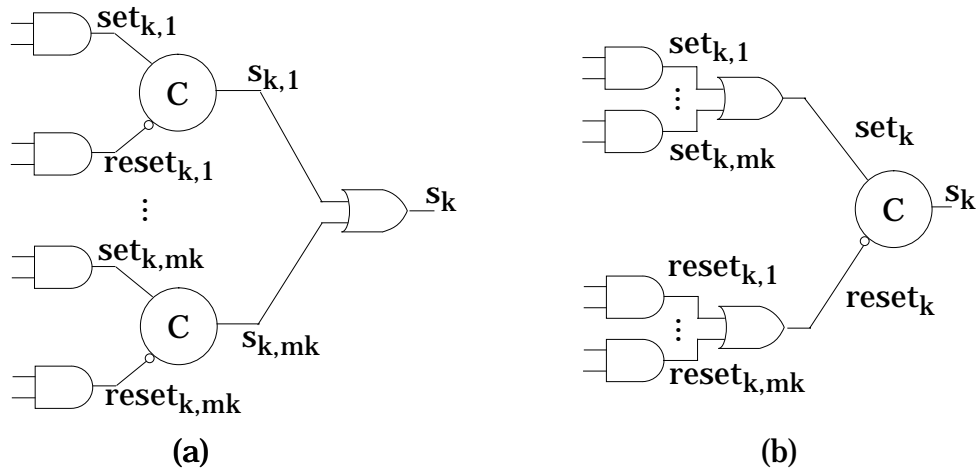 set_{k,1}
C
s_{k,1}
reset_{k,1}
⋮
set_{k,mk}
C
s_{k,mk}
reset_{k,mk}
s_k
(a)
set_{k,1}
⋮
set_{k,mk}
set_k
C
s_k
reset_{k,1}
⋮
reset_{k,mk}
reset_k
(b)